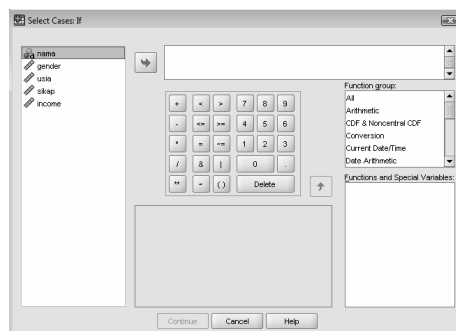 Select Cases: If
nama
gender
usia
sikap
income
+ < > 7 8 9
- <= >= 4 5 6
* = ~= 1 2 3
/ & | 0 .
** ~ ( ) Delete
Function group:
All
Arithmetic
CDF & Noncentral CDF
Conversion
Current Date/Time
Date Arithmetic
Functions and Special Variables:
Continue Cancel Help